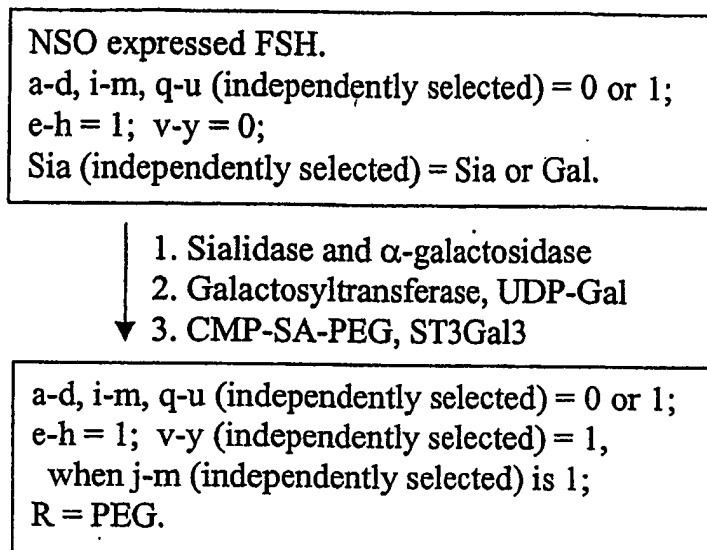 NSO expressed FSH.
a-d, i-m, q-u (independently selected) = 0 or 1;
e-h = 1; v-y = 0;
Sia (independently selected) = Sia or Gal.
1. Sialidase and α-galactosidase
2. Galactosyltransferase, UDP-Gal
3. CMP-SA-PEG, ST3Gal3
a-d, i-m, q-u (independently selected) = 0 or 1;
e-h = 1; v-y (independently selected) = 1,
when j-m (independently selected) is 1;
R = PEG.